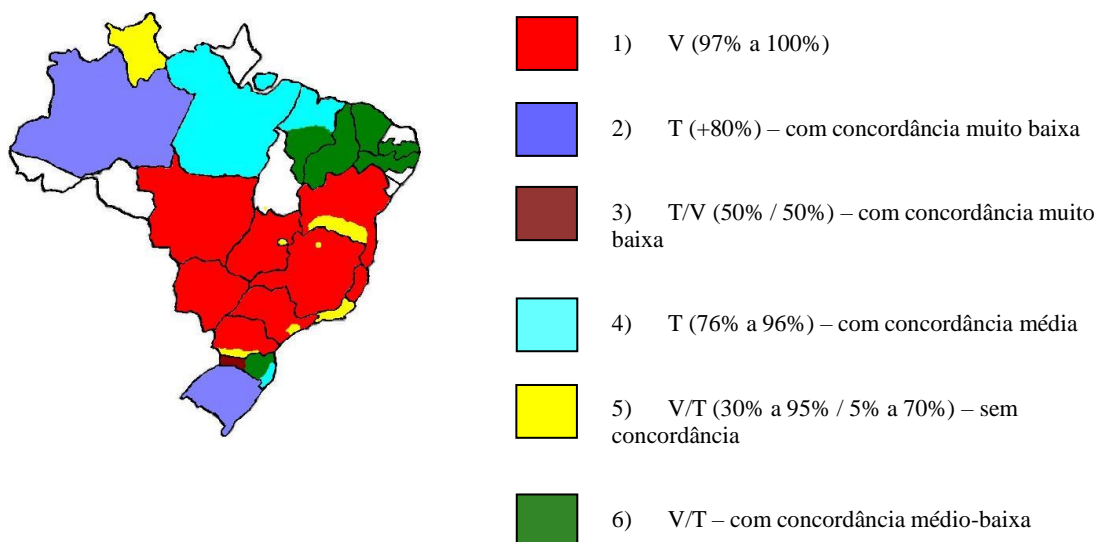 1) V (97% a 100%)
2) T (+80%) – com concordância muito baixa
3) T/V (50% / 50%) – com concordância muito
baixa
4) T (76% a 96%) – com concordância média
5) V/T (30% a 95% / 5% a 70%) – sem
concordância
6) V/T – com concordância médio-baixa